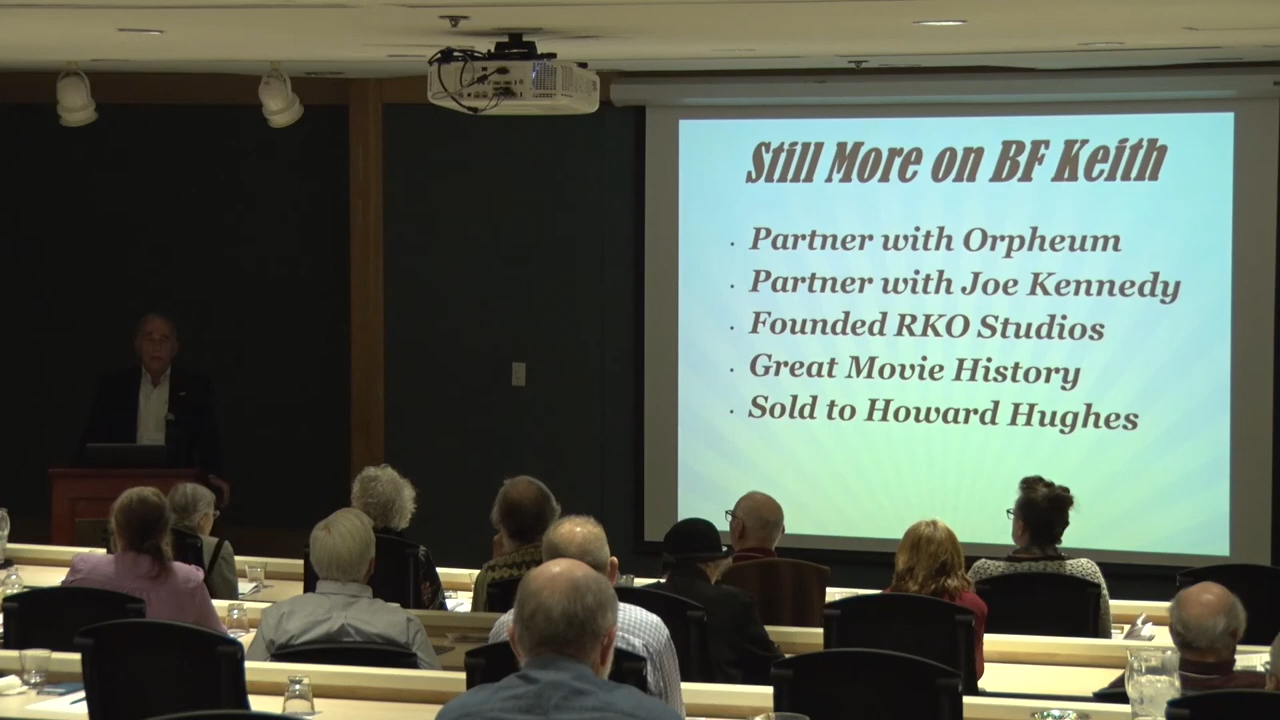 Still More on BF Keith
· Partner with Orpheum
· Partner with Joe Kennedy
· Founded RKO Studios
· Great Movie History
· Sold to Howard Hughes